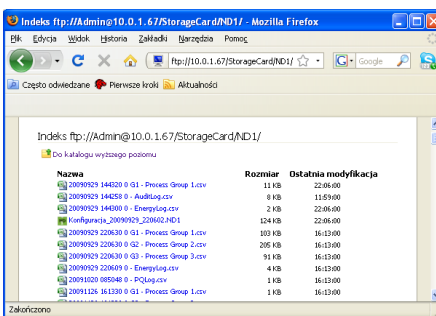 Indeks ftp://Admin@10.0.1.67/StorageCard/ND1/ - Mozilla Firefox
Plik Edycja Widok Historia Zakładki Narzędzia Pomoc
ftp://10.0.1.67/StorageCard/ND1/ Google
Często odwiedzane Pierwsze kroki Aktualności
Indeks ftp://Admin@10.0.1.67/StorageCard/ND1/
Do katalogu wyższego poziomu
Nazwa Rozmiar Ostatnia modyfikacja
20090929 144320 0 G1 - Process Group 1.csv 11 KB 22:06:00
20090929 144258 0 - AuditLog.csv 8 KB 11:59:00
20090929 144300 0 - EnergyLog.csv 2 KB 22:06:00
Konfiguracja_20090929_220602.ND1 124 KB 22:06:00
20090929 220630 0 G1 - Process Group 1.csv 103 KB 16:13:00
20090929 220630 0 G2 - Process Group 2.csv 205 KB 16:13:00
20090929 220630 0 G3 - Process Group 3.csv 91 KB 16:13:00
20090929 220609 0 - EnergyLog.csv 4 KB 16:13:00
20091020 085048 0 - PQLog.csv 1 KB 16:13:00
20091126 161330 0 G1 - Process Group 1.csv 1 KB 16:13:00
Zakończono